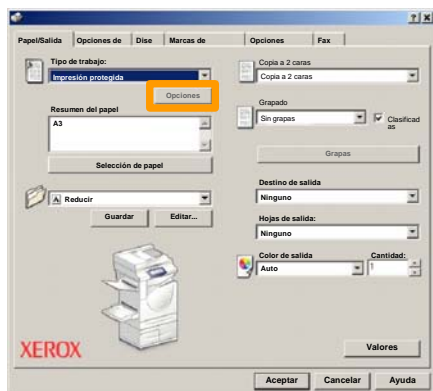 Papel/Salida Opciones de Dise Marcas de Opciones Fax
Tipo de trabajo:
Impresión protegida
Opciones
Resumen del papel
A3
Selección de papel
A Reducir
Guardar Editar...
XEROX
Copia a 2 caras
Copia a 2 caras
Grapado
Sin grapas
Clasificad
as
Grapas
Destino de salida
Ninguno
Hojas de salida:
Ninguno
Color de salida Cantidad:
Auto 1
Valores
Aceptar Cancelar Ayuda